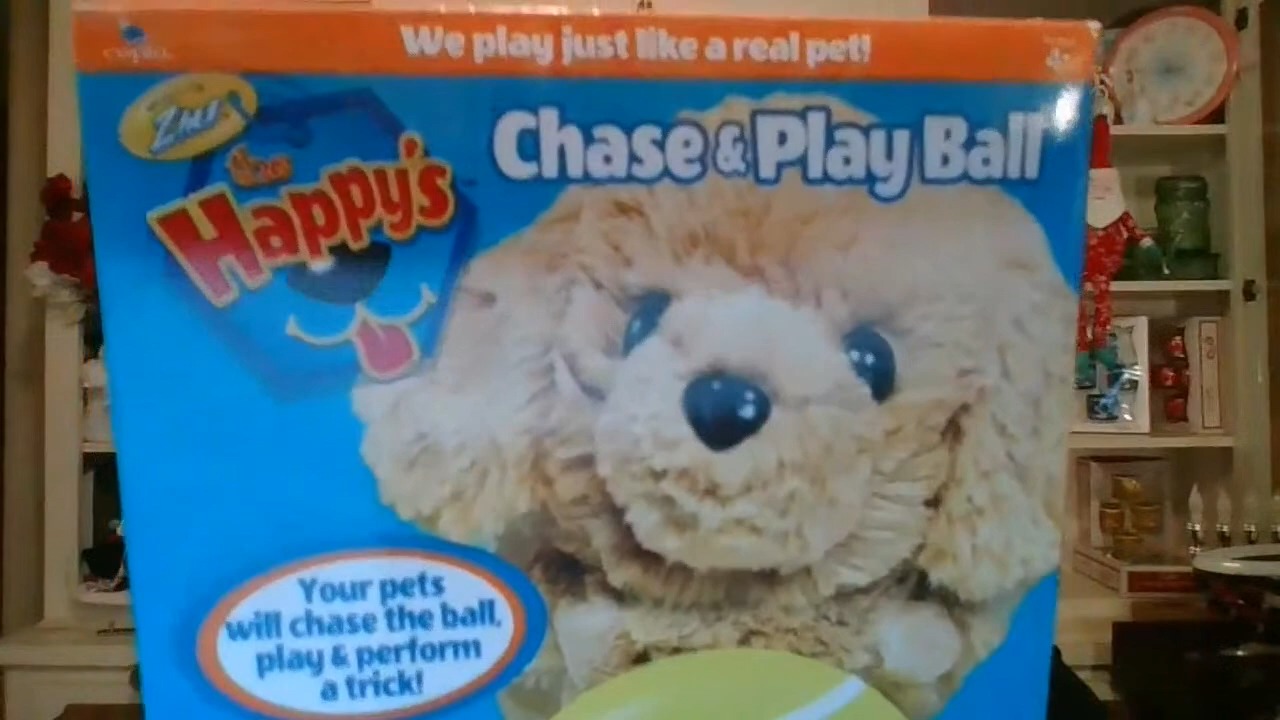 We play just like a real pet!
4+
the
Happy's
Chase & Play Ball
Your pets
will chase the ball,
play & perform
a trick!